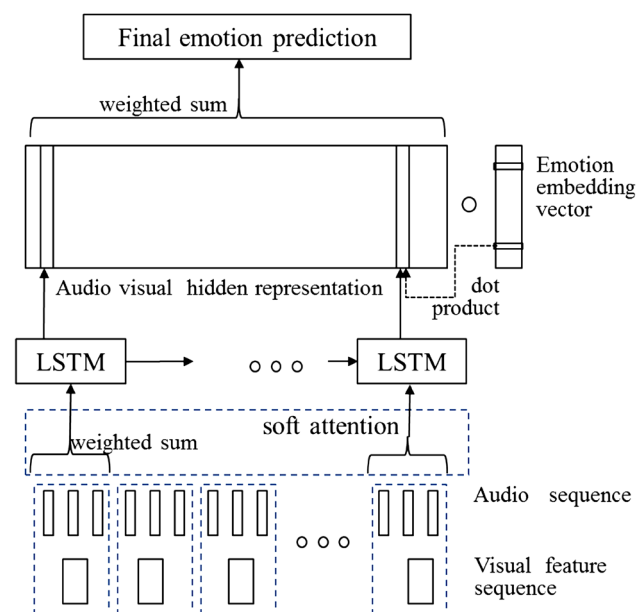 Final emotion prediction
weighted sum
Emotion
embedding
vector
Audio visual hidden representation
dot
product
LSTM
LSTM
soft attention
weighted sum
Audio sequence
Visual feature
sequence